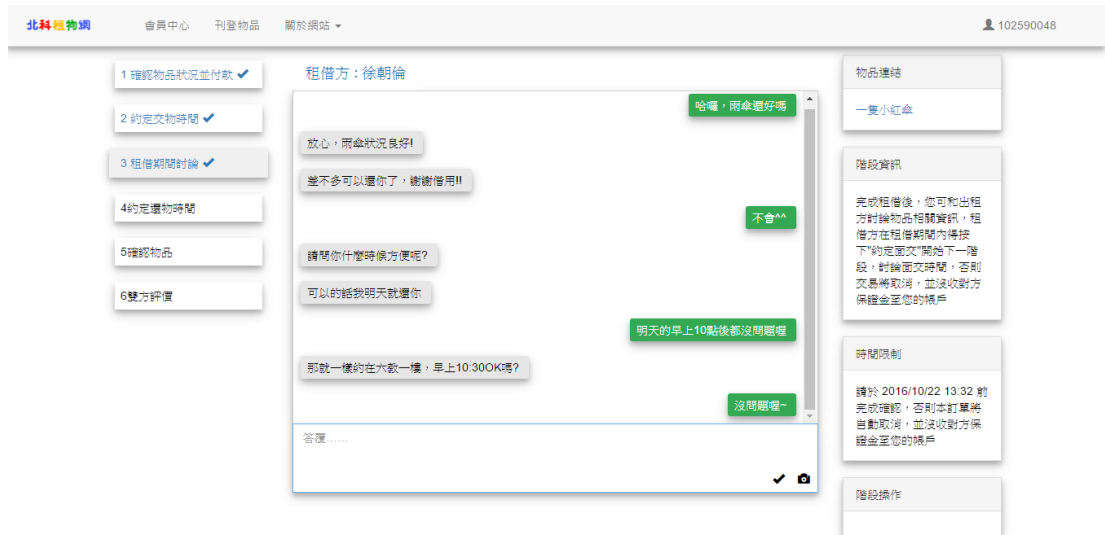 北科租物網
會員中心
刊登物品
關於網站
102590048
1 確認物品狀況並付款
2 約定交物時間
3 租借期間討論
4約定還物時間
5確認物品
6雙方評價
租借方：徐朝倫
哈囉，雨傘還好嗎
放心，雨傘狀況良好!
差不多可以還你了，謝謝借用!!
不會^^
請問你什麼時候方便呢?
可以的話我明天就還你
明天的早上10點後都沒問題喔
那就一樣約在六教一樓，早上10:30OK嗎?
沒問題喔~
答覆……
物品連結
一隻小紅傘
階段資訊
完成租借後，您可和出租
方討論物品相關資訊，租
借方在租借期間內得按
下"約定面交"開始下一階
段，討論面交時間，否則
交易將取消，並沒收對方
保證金至您的帳戶
時間限制
請於 2016/10/22 13:32 前
完成確認，否則本訂單將
自動取消，並沒收對方保
證金至您的帳戶
階段操作